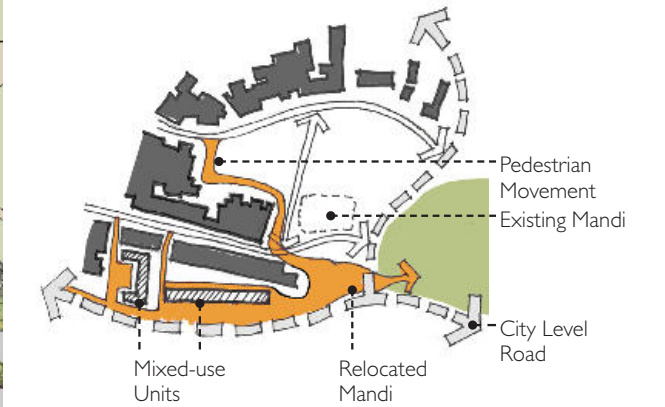 Pedestrian
Movement
Existing Mandi
City Level
Road
Mixed-use
Units
Relocated
Mandi